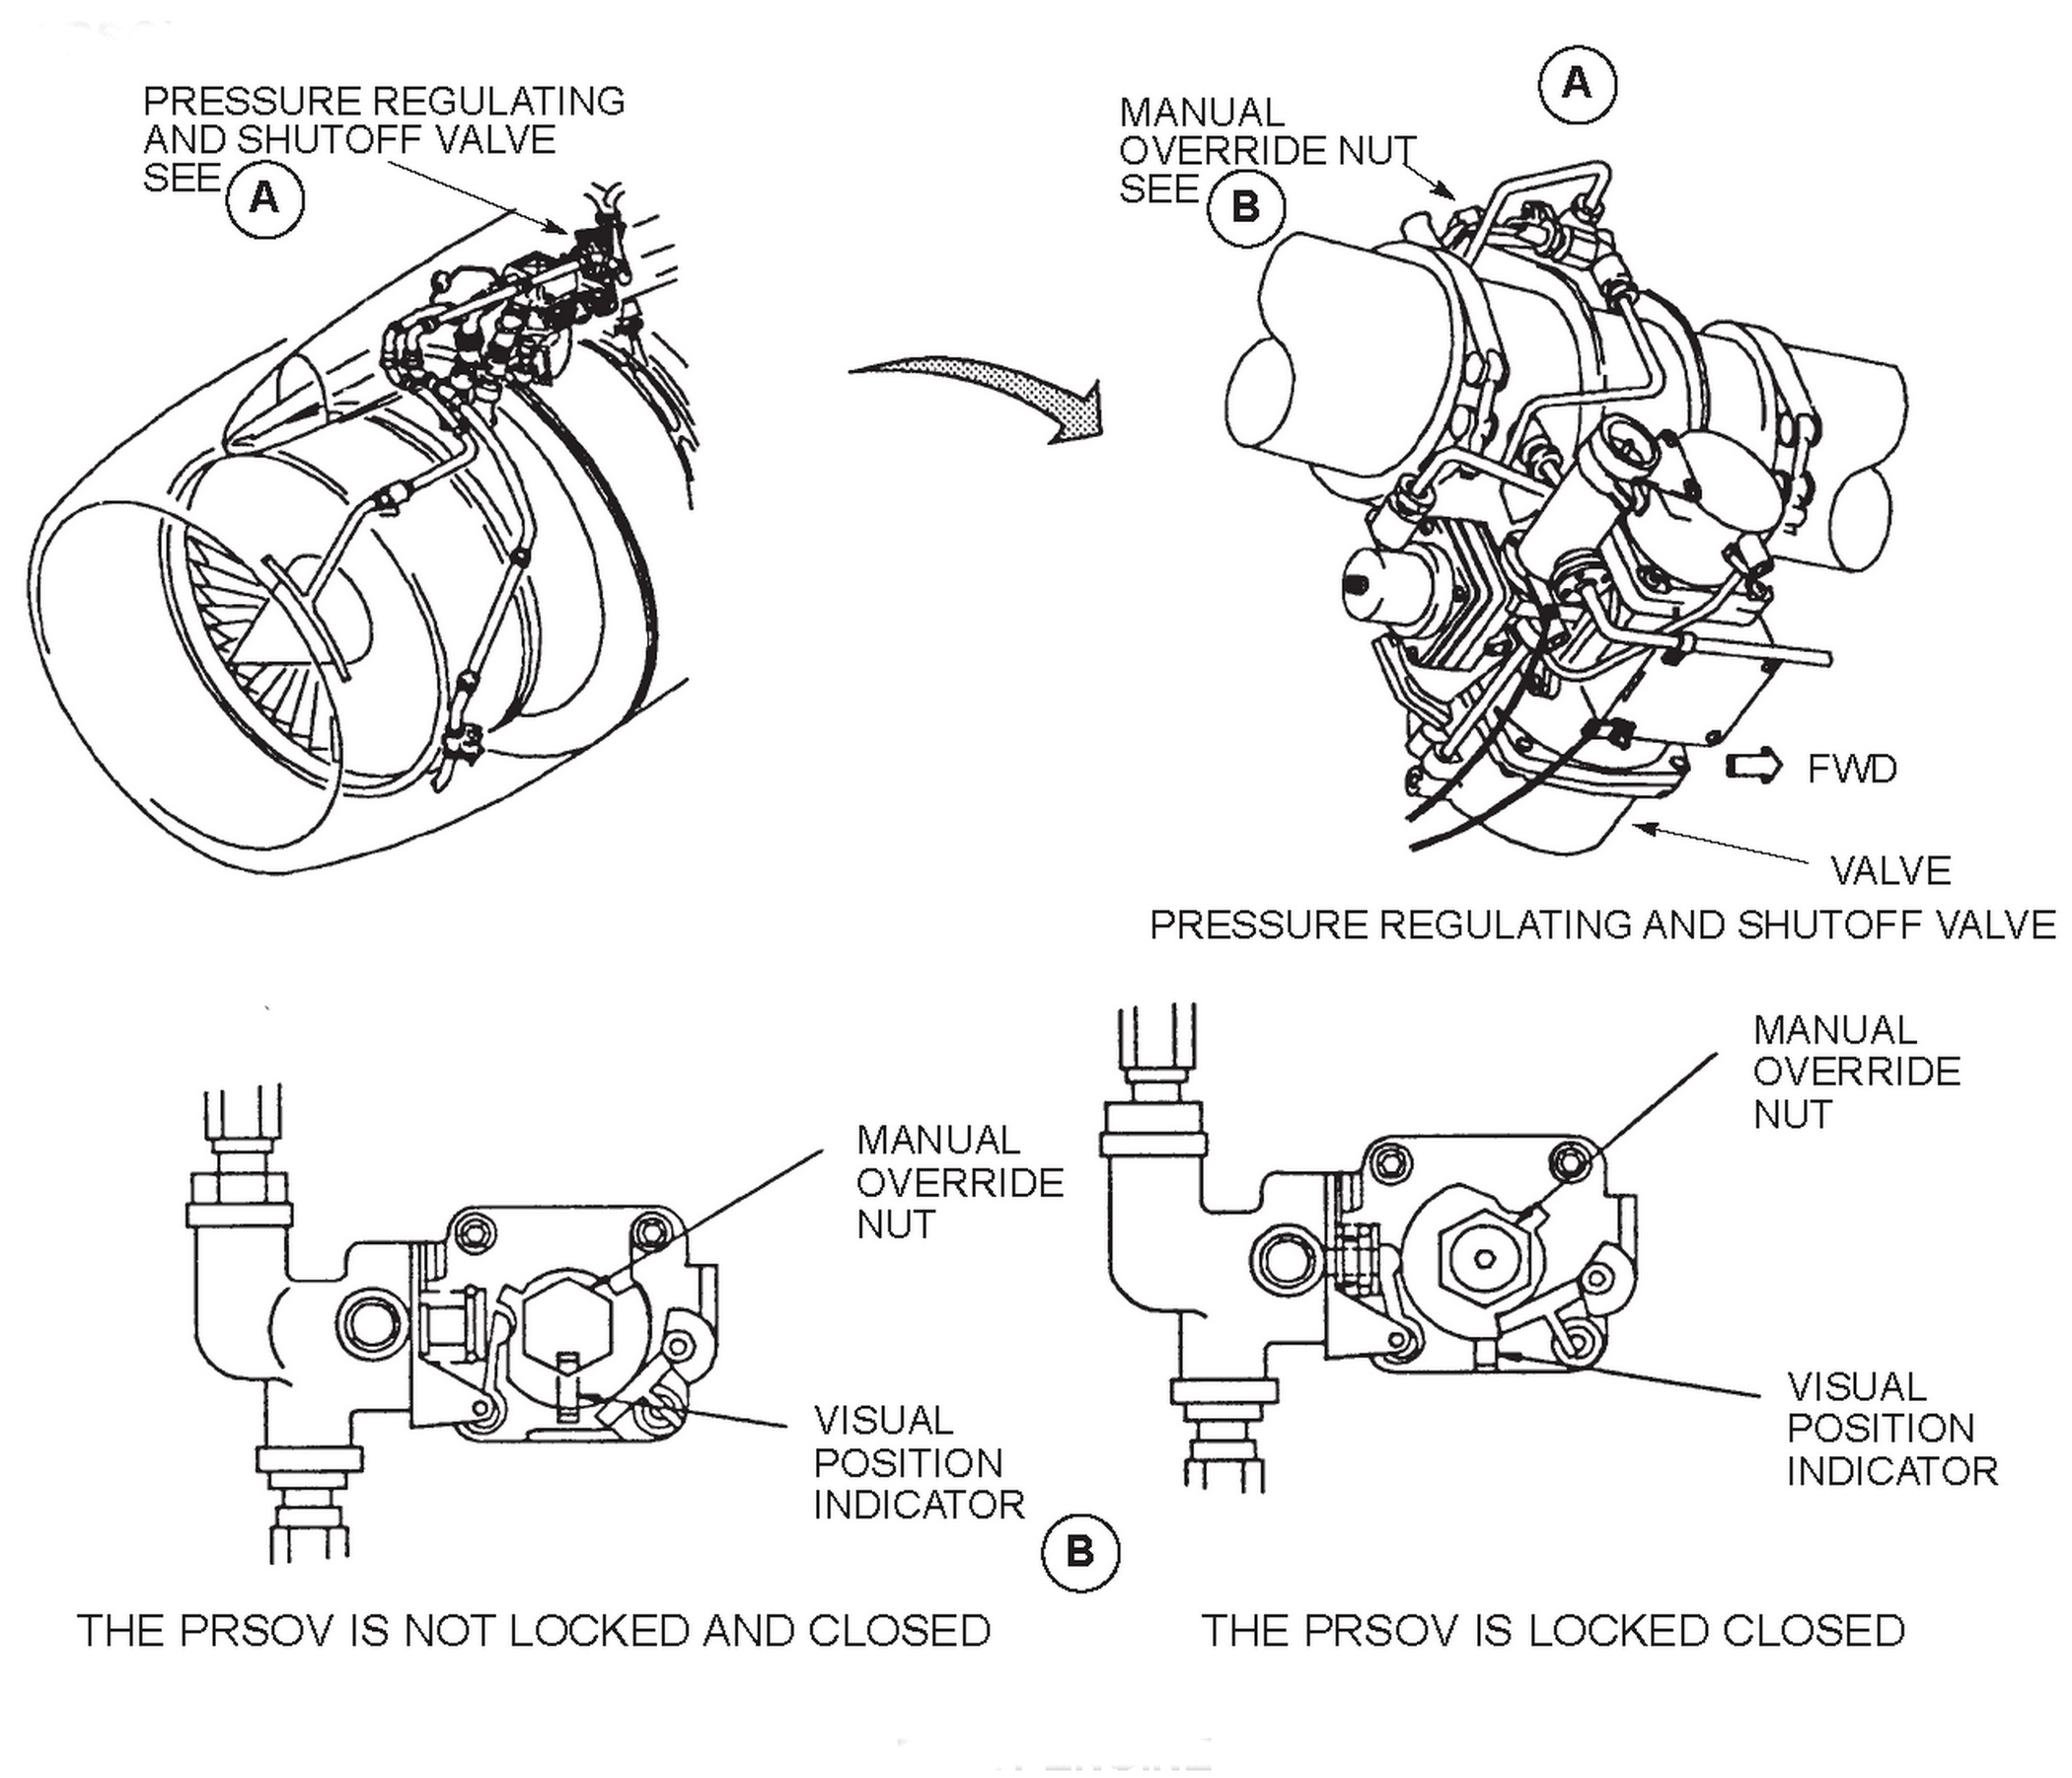 PRESSURE REGULATING
AND SHUTOFF VALVE
SEE A
A
MANUAL
OVERRIDE NUT
SEE B
FWD
VALVE
PRESSURE REGULATING AND SHUTOFF VALVE
MANUAL
OVERRIDE
NUT
VISUAL
POSITION
INDICATOR
MANUAL
OVERRIDE
NUT
VISUAL
POSITION
INDICATOR
B
THE PRSOV IS NOT LOCKED AND CLOSED
THE PRSOV IS LOCKED CLOSED